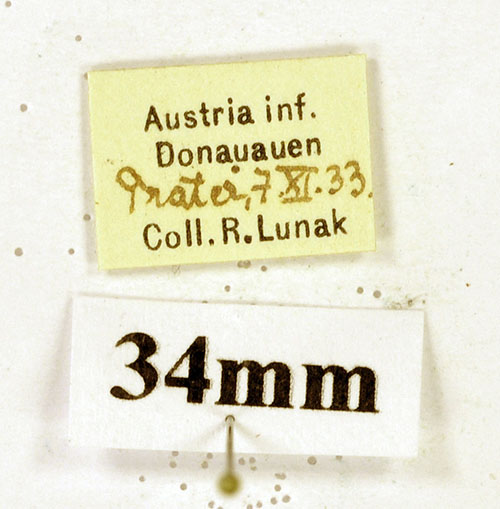 Austria inf.
Donauauen
Prater, 7.XI.33.
Coll. R. Lunak
34mm